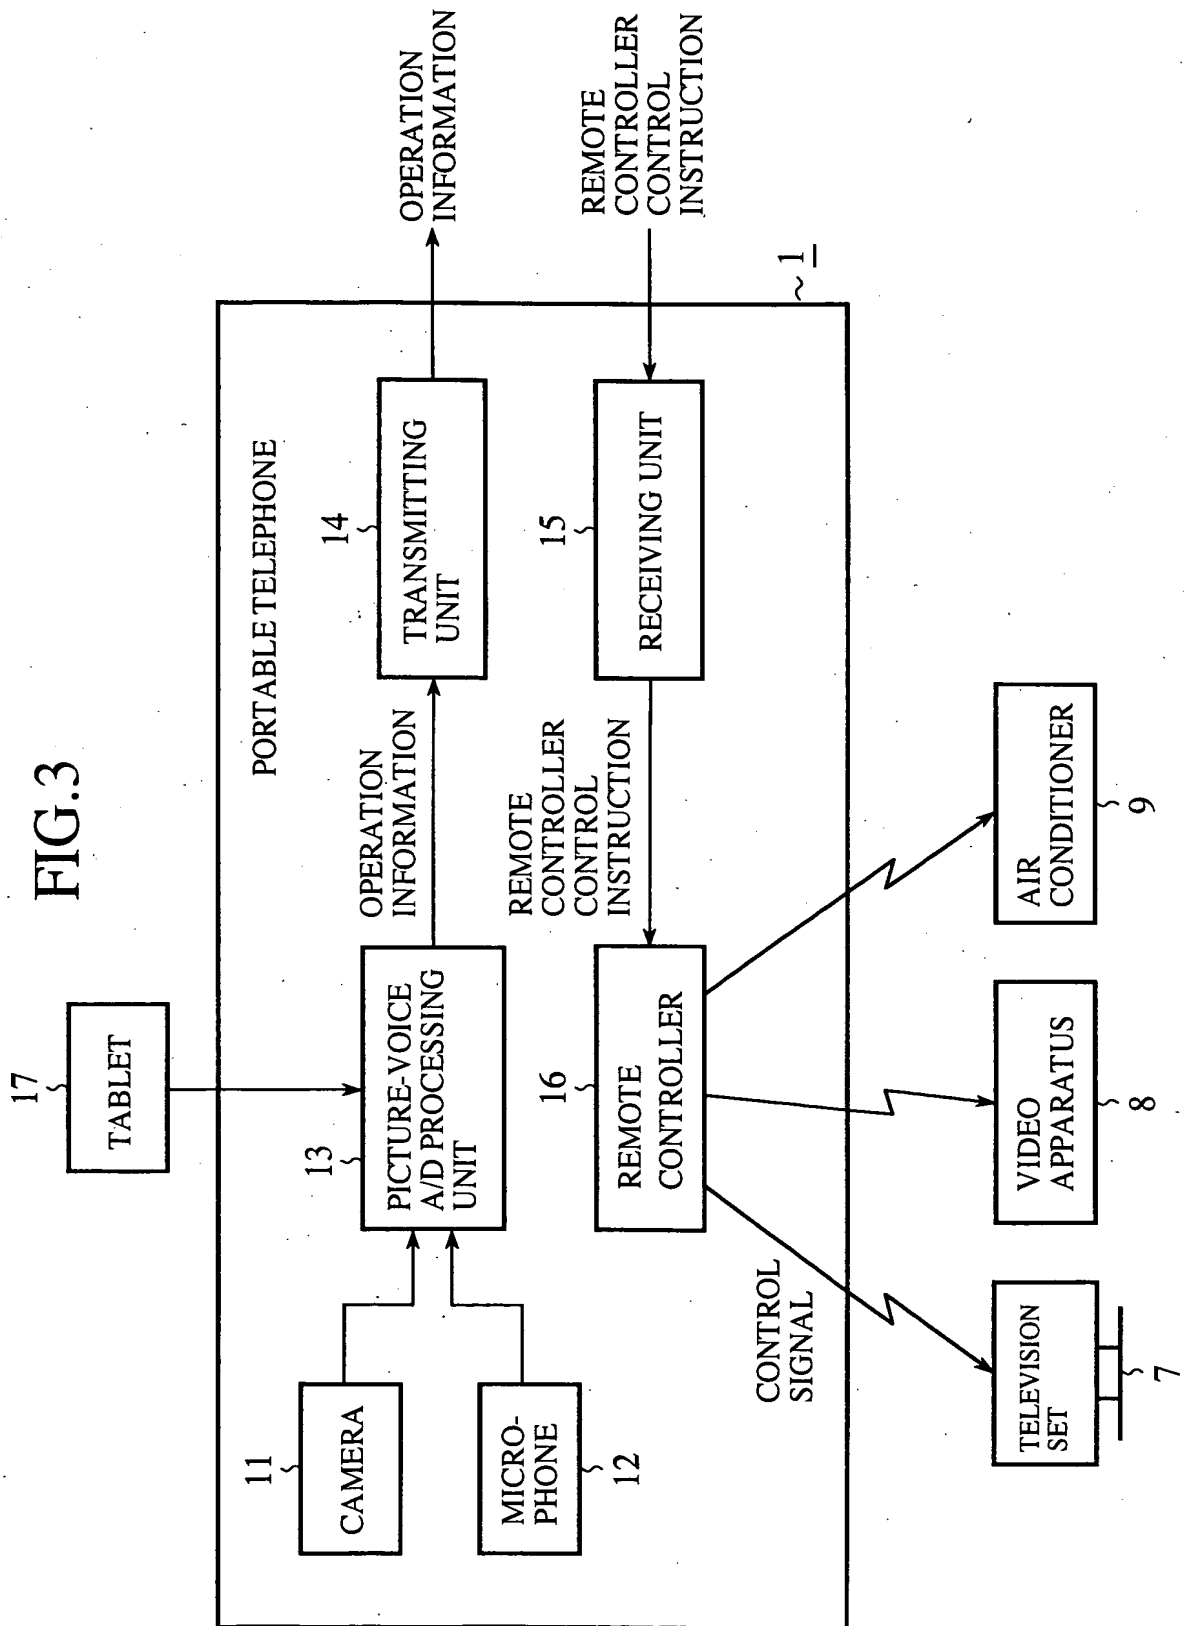 FIG.3
17
TABLET
PORTABLE TELEPHONE
11
CAMERA
MICRO-
PHONE
12
13
PICTURE-VOICE
A/D PROCESSING
UNIT
OPERATION
INFORMATION
14
TRANSMITTING
UNIT
OPERATION
INFORMATION
16
REMOTE
CONTROLLER
REMOTE
CONTROLLER
CONTROL
INSTRUCTION
15
RECEIVING UNIT
REMOTE
CONTROLLER
CONTROL
INSTRUCTION
1
CONTROL
SIGNAL
TELEVISION
SET
7
VIDEO
APPARATUS
8
AIR
CONDITIONER
9